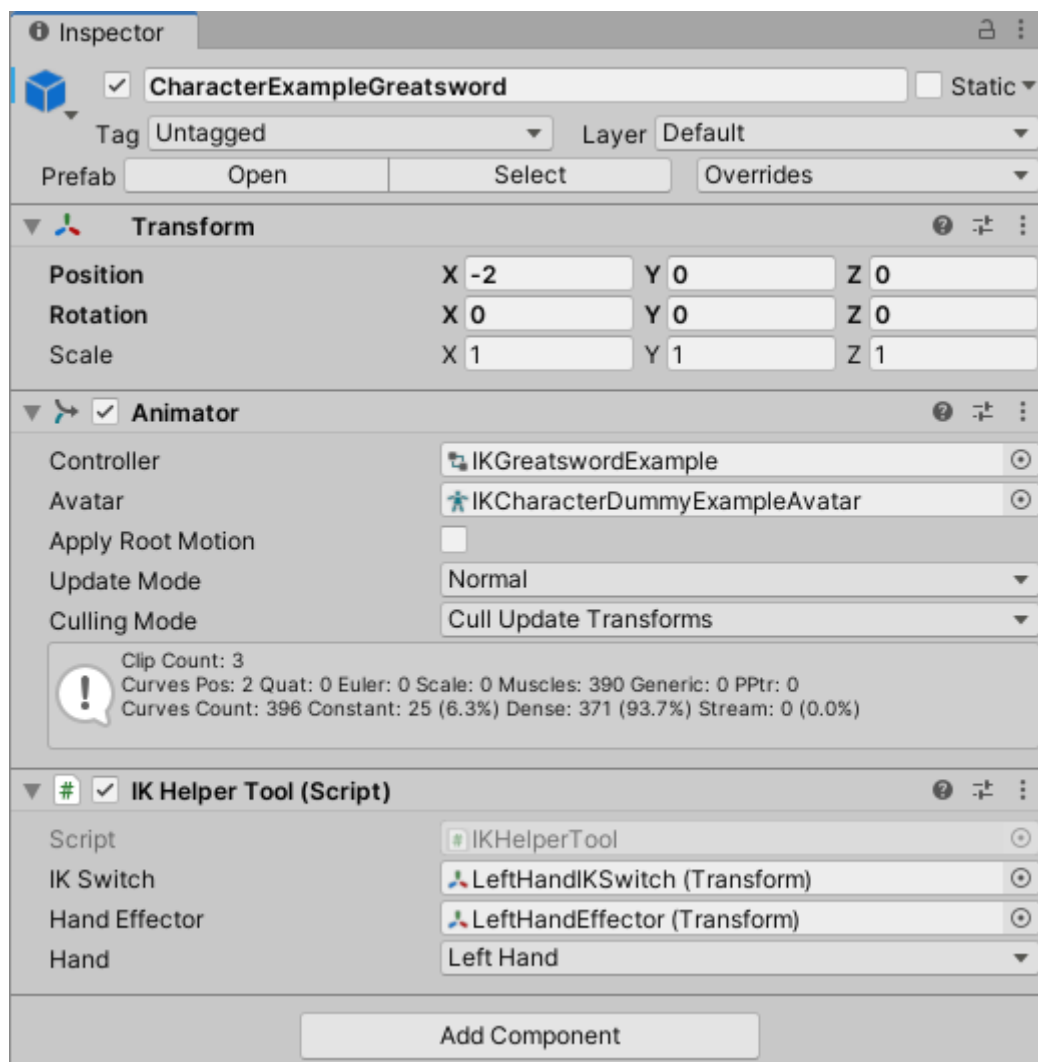 Inspector
CharacterExampleGreatsword Static
Tag Untagged Layer Default
Prefab Open Select Overrides
Transform
Position X -2 Y 0 Z 0
Rotation X 0 Y 0 Z 0
Scale X 1 Y 1 Z 1
Animator
Controller IKGreatswordExample
Avatar IKCharacterDummyExampleAvatar
Apply Root Motion
Update Mode Normal
Culling Mode Cull Update Transforms
Clip Count: 3
Curves Pos: 2 Quat: 0 Euler: 0 Scale: 0 Muscles: 390 Generic: 0 PPtr: 0
Curves Count: 396 Constant: 25 (6.3%) Dense: 371 (93.7%) Stream: 0 (0.0%)
# IK Helper Tool (Script)
Script # IKHelperTool
IK Switch LeftHandIKSwitch (Transform)
Hand Effector LeftHandEffector (Transform)
Hand Left Hand
Add Component